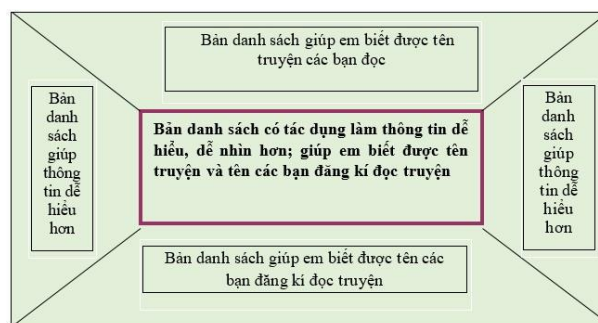 Bản danh sách giúp em biết được tên
truyện các bạn đọc
Bản
danh
sách
giúp
thông
tin dễ
hiểu
hơn
Bản danh sách có tác dụng làm thông tin dễ
hiểu, dễ nhìn hơn; giúp em biết được tên
truyện và tên các bạn đăng kí đọc truyện
Bản
danh
sách
giúp
thông
tin dễ
hiểu
hơn
Bản danh sách giúp em biết được tên các
bạn đăng kí đọc truyện